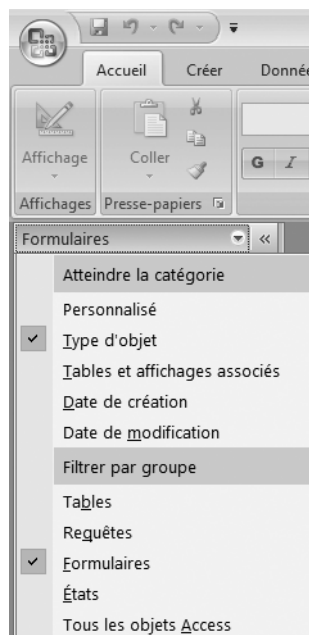 Accueil Créer Donnée
Affichage Coller G I
Affichages Presse-papiers
Formulaires «
Atteindre la catégorie
Personnalisé
Type d'objet
Tables et affichages associés
Date de création
Date de modification
Filtrer par groupe
Tables
Requêtes
Formulaires
États
Tous les objets Access